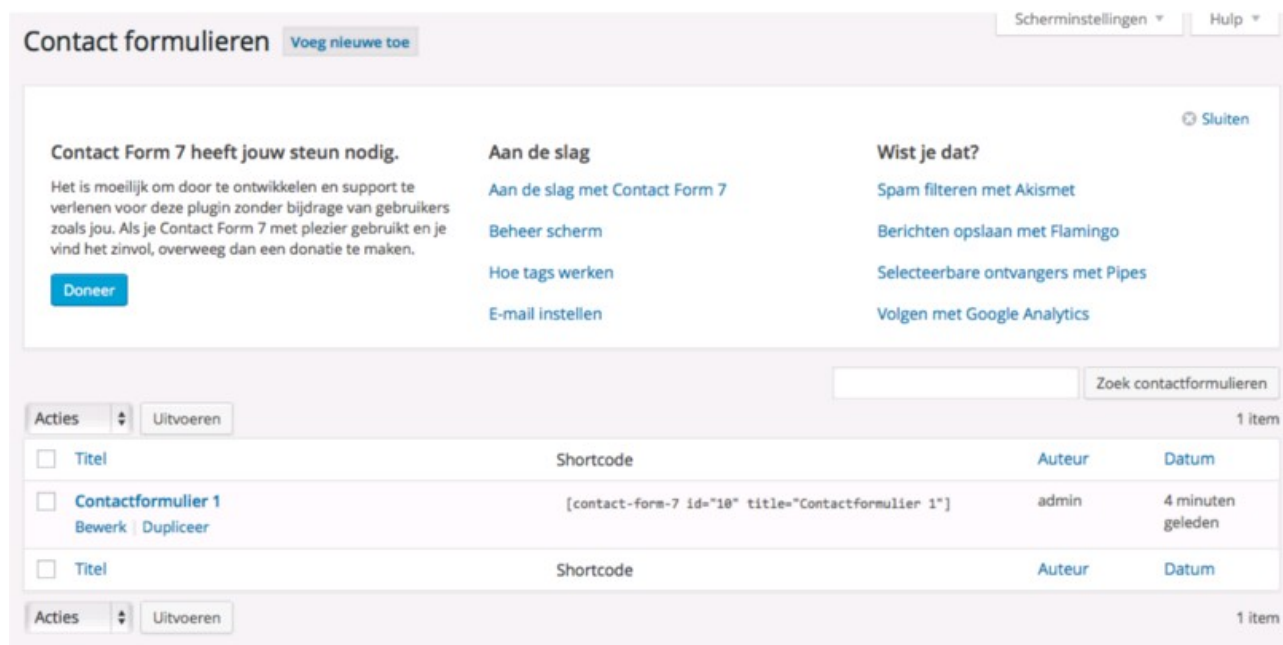 Scherminstellingen
Hulp
Contact formulieren
Voeg nieuwe toe
Sluiten
Contact Form 7 heeft jouw steun nodig.
Het is moeilijk om door te ontwikkelen en support te
verlenen voor deze plugin zonder bijdrage van gebruikers
zoals jou. Als je Contact Form 7 met plezier gebruikt en je
vind het zinvol, overweeg dan een donatie te maken.
Doneer
Aan de slag
Aan de slag met Contact Form 7
Beheer scherm
Hoe tags werken
E-mail instellen
Wist je dat?
Spam filteren met Akismet
Berichten opslaan met Flamingo
Selecteerbare ontvangers met Pipes
Volgen met Google Analytics
Zoek contactformulieren
Acties
Uitvoeren
1 item
Titel Shortcode Auteur Datum
Contactformulier 1 [contact-form-7 id="10" title="Contactformulier 1"] admin 4 minuten
Bewerk | Dupliceer geleden
Titel Shortcode Auteur Datum
Acties
Uitvoeren
1 item